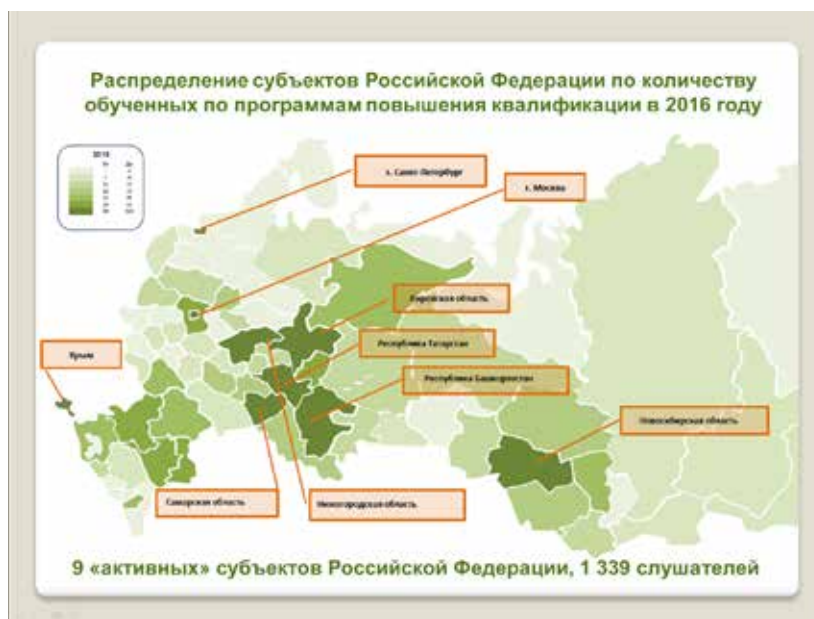 Распределение субъектов Российской Федерации по количеству
обученных по программам повышения квалификации в 2016 году
2016
г. Санкт-Петербург
г. Москва
Кировская область
Республика Татарстан
Крым
Республика Башкортостан
Новосибирская область
Самарская область
Нижегородская область
9 «активных» субъектов Российской Федерации, 1 339 слушателей